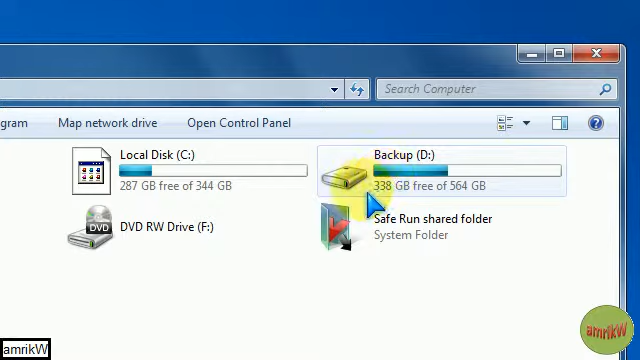 Search Computer
gram
Map network drive
Open Control Panel
Local Disk (C:)
287 GB free of 344 GB
Backup (D:)
338 GB free of 564 GB
DVD
DVD RW Drive (F:)
Safe Run shared folder
System Folder
amrikW
amrikW